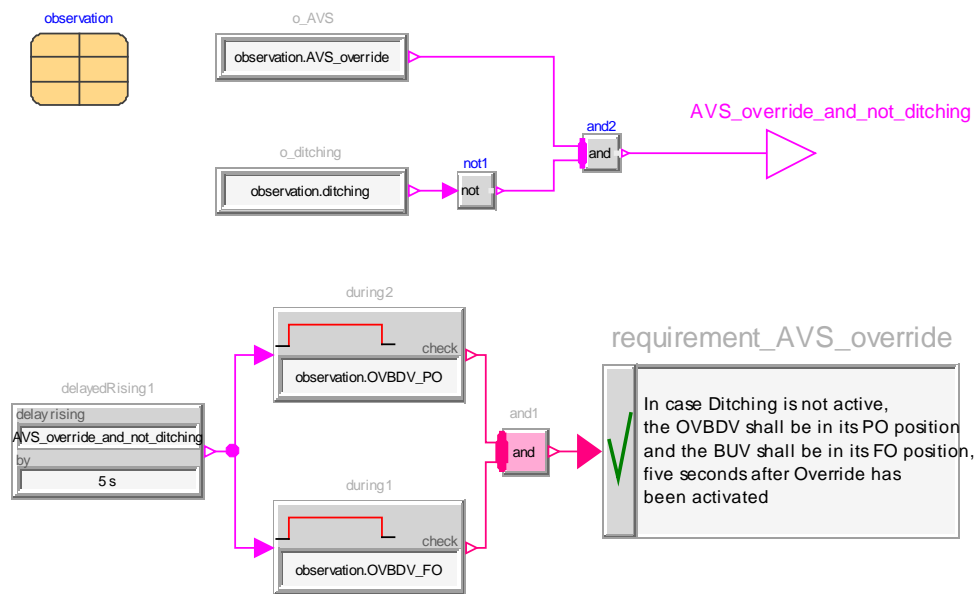 observation
o_AVS
observation.AVS_override
AVS_override_and_not_ditching
and2
and
o_ditching
not1
observation.ditching
not
during2
check
observation.OVBDV_PO
requirement_AVS_override
delayedRising1
delay rising
AVS_override_and_not_ditching
by
5 s
and1
and
In case Ditching is not active,
the OVBDV shall be in its PO position
and the BUV shall be in its FO position,
five seconds after Override has
been activated
during1
check
observation.OVBDV_FO